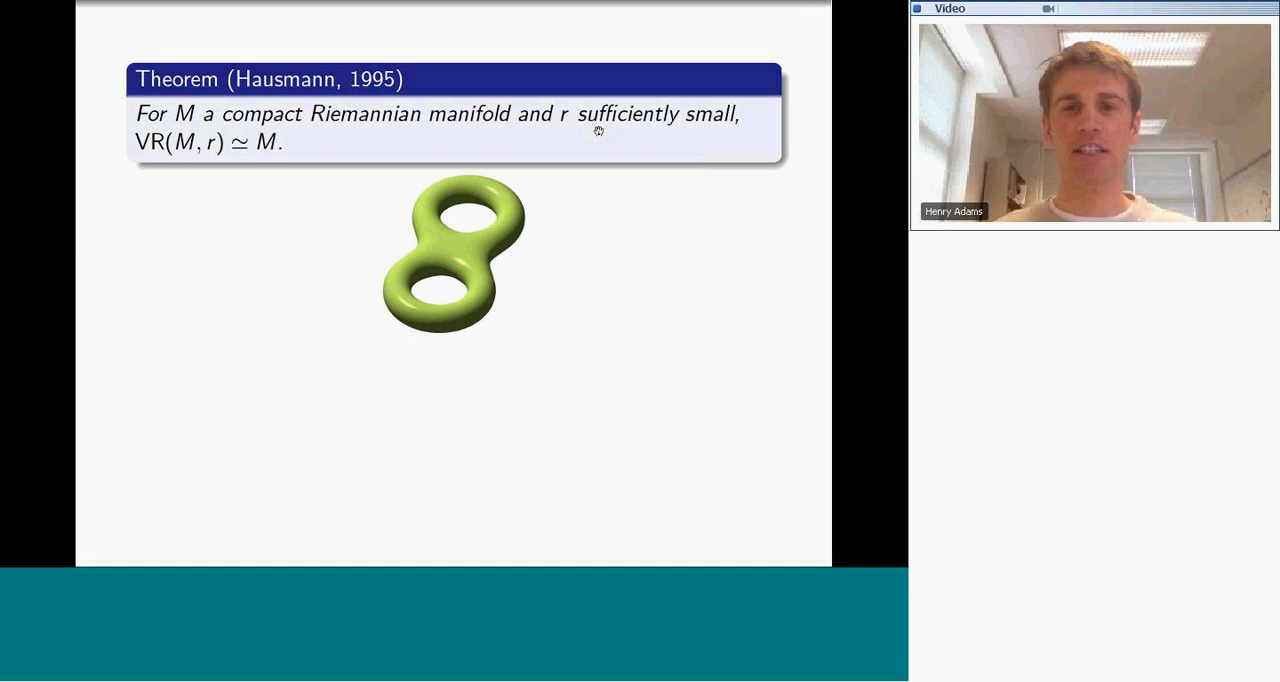 Theorem (Hausmann, 1995)
For M a compact Riemannian manifold and r sufficiently small,
VR(M, r) ≃ M.
Video
Henry Adams